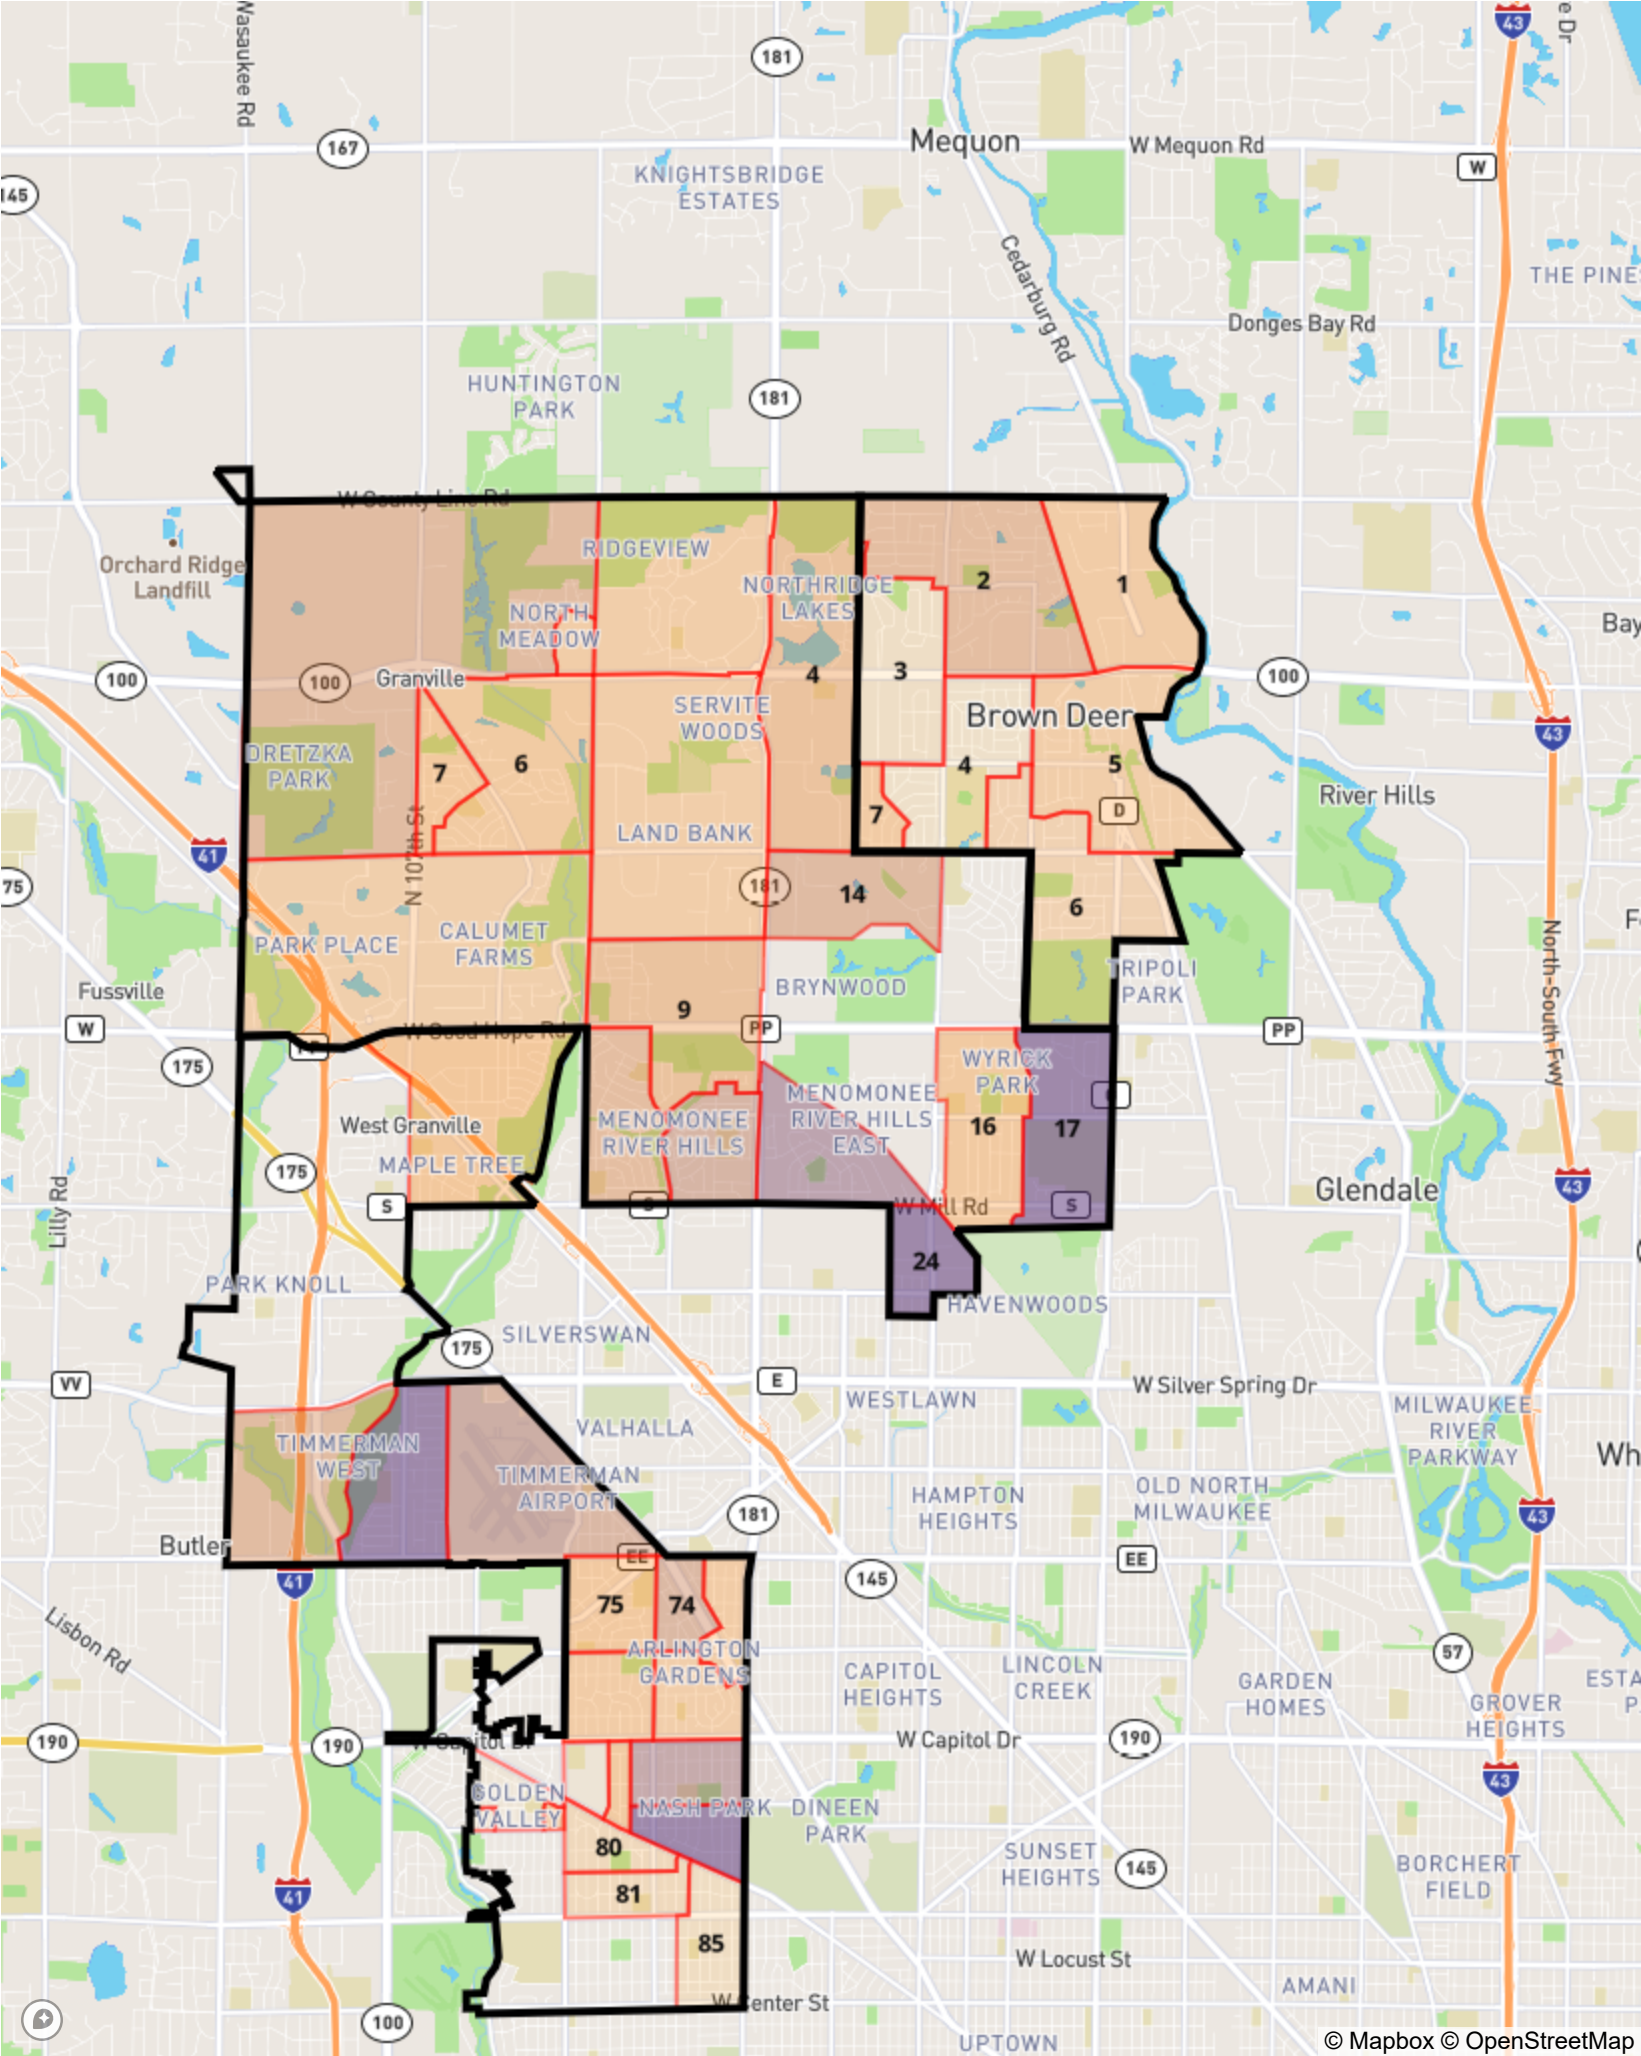 Wasaukee Rd
181
43
Mequon
W Mequon Rd
167
W
145
KNIGHTSBRIDGE
ESTATES
Cedarburg Rd
THE PINE
Donges Bay Rd
HUNTINGTON
PARK
181
W County Line Rd
Orchard Ridge
Landfill
RIDGEVIEW
NORTHRIDGE
LAKES
2
1
NORTH
MEADOW
Bay
100
100
Granville
4
3
100
SERVITE
WOODS
Brown Deer
43
DRETZKA
PARK
7
6
4
5
River Hills
LAND BANK
7
D
N 107th St
41
75
181
14
6
PARK PLACE
CALUMET
FARMS
North-South Fwy
TRIPOLI
PARK
BRYNWOOD
Fussville
9
W
W Good Hope Rd
PP
PP
PP
175
WYRICK
PARK
MENOMONEE
RIVER HILLS
EAST
West Granville
MENOMONEE
RIVER HILLS
16
17
MAPLE TREE
175
S
S
W Mill Rd
S
Glendale
43
Lilly Rd
24
PARK KNOLL
HAVENWOODS
SILVERSWAN
175
VV
E
W Silver Spring Dr
WESTLAWN
MILWAUKEE
RIVER
PARKWAY
VALHALLA
TIMMERMAN
WEST
TIMMERMAN
AIRPORT
Wh
OLD NORTH
MILWAUKEE
HAMPTON
HEIGHTS
181
43
Butler
EE
EE
41
145
75
74
Lisbon Rd
ARLINGTON
GARDENS
CAPITOL
HEIGHTS
LINCOLN
CREEK
57
GARDEN
HOMES
ESTA
P
GROVER
HEIGHTS
190
190
W Capitol Dr
W Capitol Dr
190
43
GOLDEN
VALLEY
NASH PARK
DINEEN
PARK
80
SUNSET
HEIGHTS
145
BORCHERT
FIELD
41
81
85
W Locust St
AMANI
100
W Center St
UPTOWN
© Mapbox © OpenStreetMap